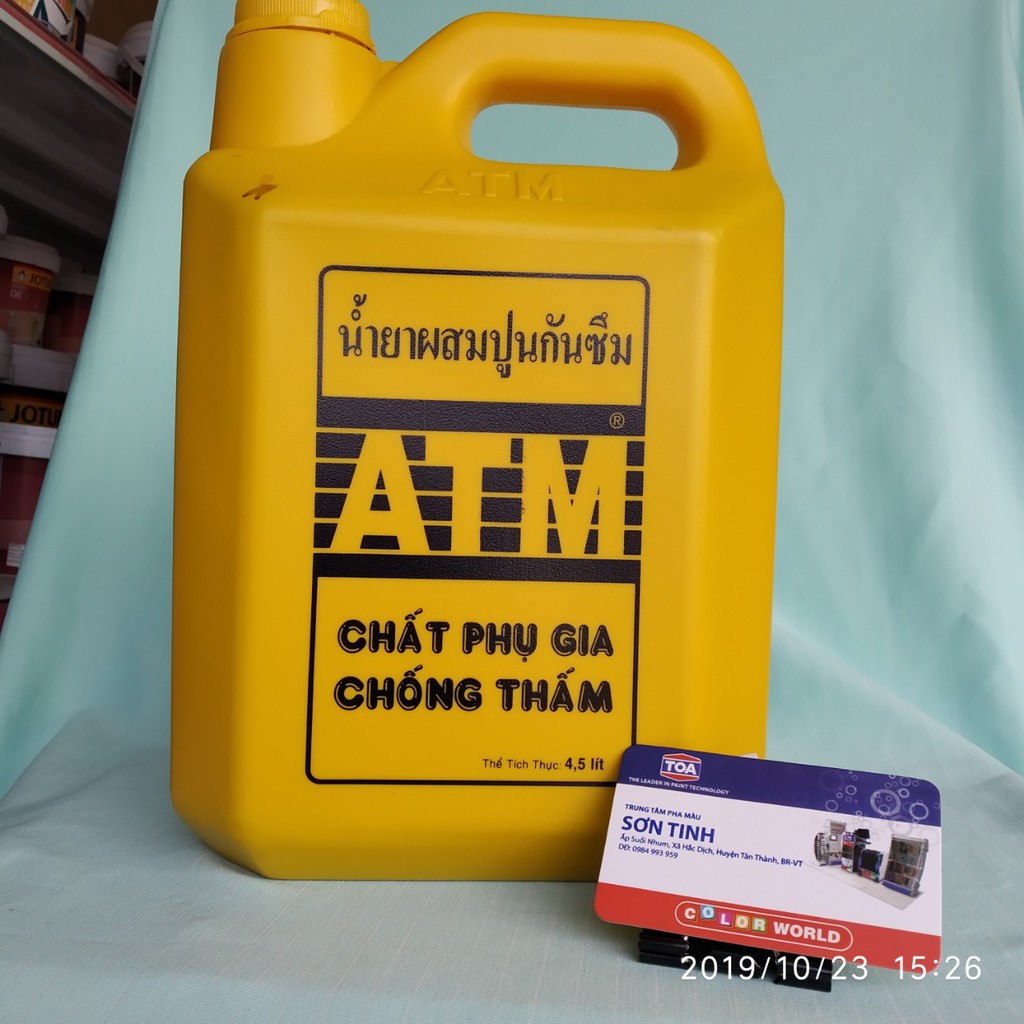 ATM
น้ำยาผสมปูนกันซึม
®
ATM
CHẤT PHỤ GIA
CHỐNG THẤM
Thể Tích Thực: 4,5 lít
TOA
THE LEADER IN PAINT TECHNOLOGY
TRUNG TÂM PHA MÀU
SƠN TINH
Ấp Suối Nhum, Xã Hắc Dịch, Huyện Tân Thành, BR-VT
DĐ: 0984 993 959
COLOR WORLD
JOTU
JOTU
2019/10/23 15:26